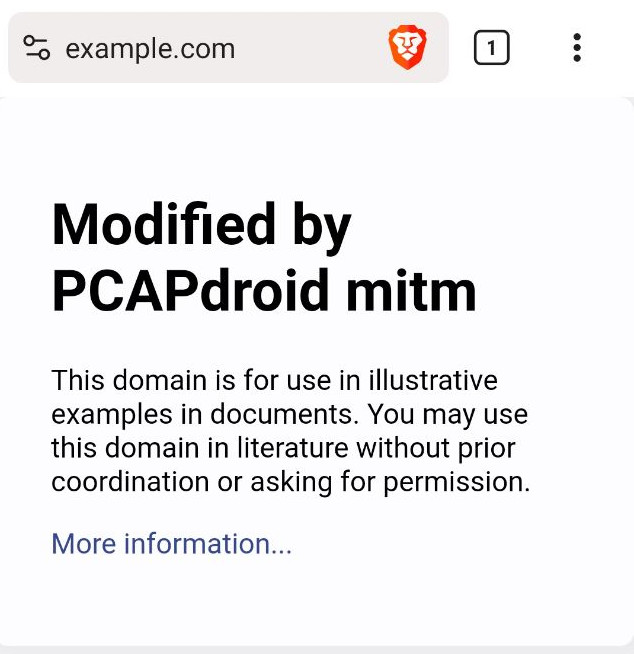 example.com
1
Modified by
PCAPdroid mitm
This domain is for use in illustrative
examples in documents. You may use
this domain in literature without prior
coordination or asking for permission.
More information...